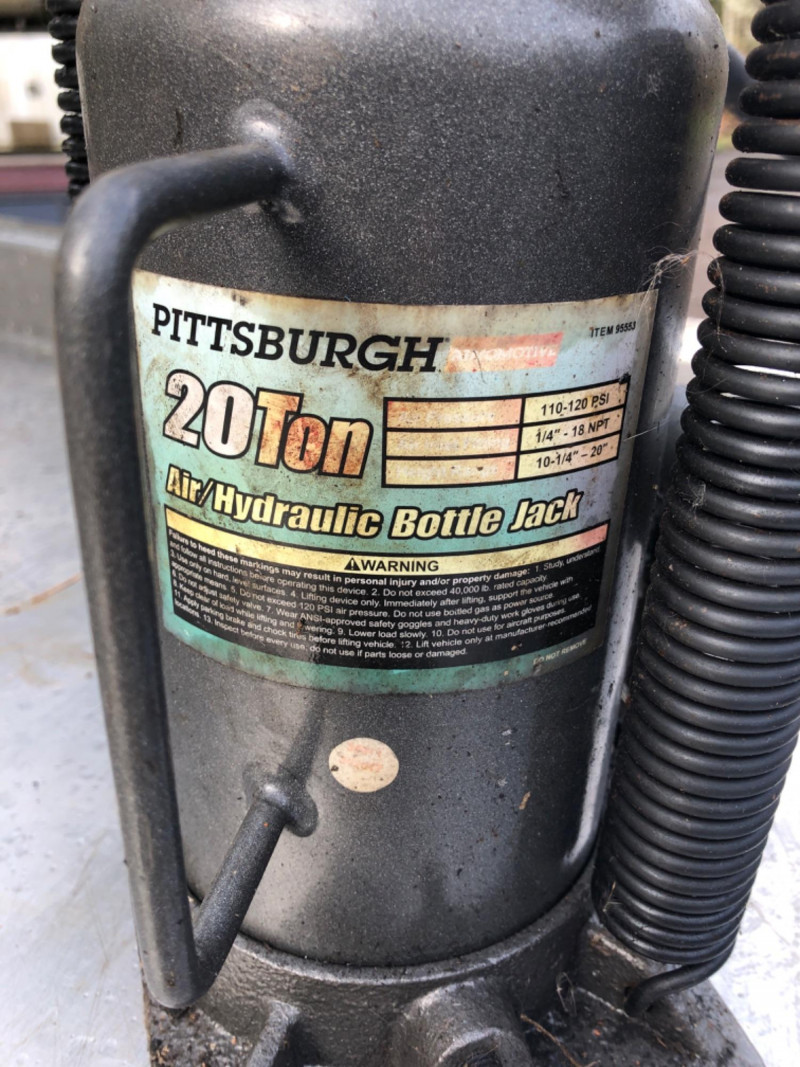 PITTSBURGH AUTOMOTIVE
ITEM 95553
20 Ton
110-120 PSI
1/4" - 18 NPT
10-1/4" – 20"
Air/Hydraulic Bottle Jack
WARNING
Failure to heed these markings may result in personal injury and/or property damage: 1. Study, understand,
and follow all instructions before operating this device. 2. Do not exceed 40,000 lb. rated capacity.
3. Use only on hard, level surfaces. 4. Lifting device only. Immediately after lifting, support the vehicle with
appropriate means. 5. Do not exceed 120 PSI air pressure. Do not use bottled gas as power source.
6. Do not adjust safety valve. 7. Wear ANSI-approved safety goggles and heavy-duty work gloves during use.
8. Keep clear of load while lifting and lowering. 9. Lower load slowly. 10. Do not use for aircraft purposes.
11. Apply parking brake and chock tires before lifting vehicle. 12. Lift vehicle only at manufacturer-recommended
13. Inspect before every use; do not use if parts loose or damaged.
DO NOT REMOVE